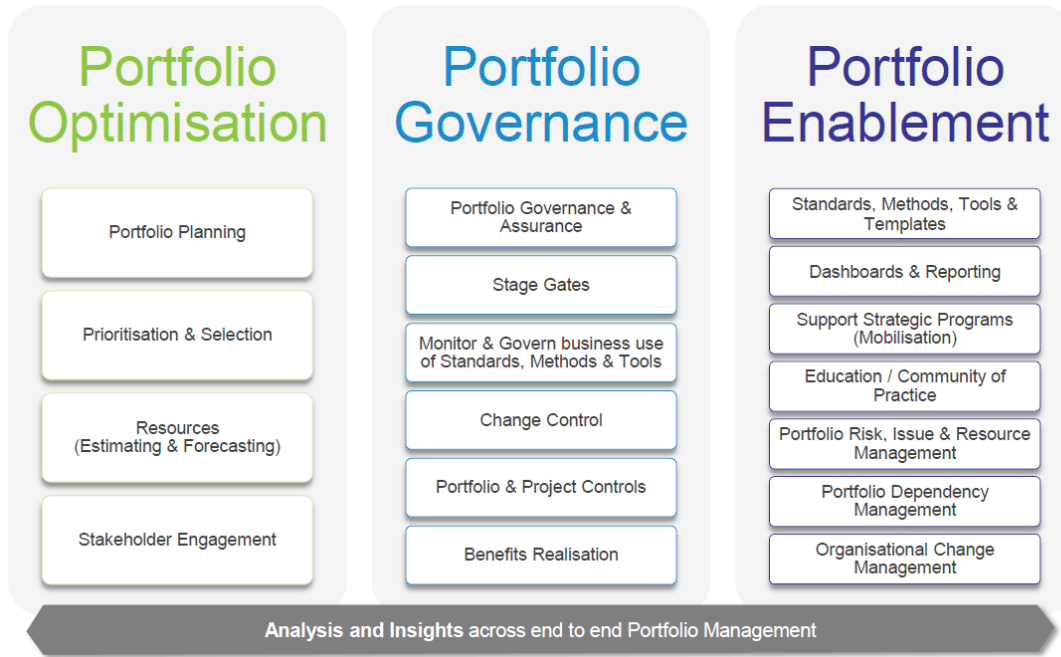 Portfolio
Optimisation
Portfolio Planning
Prioritisation & Selection
Resources
(Estimating & Forecasting)
Stakeholder Engagement
Portfolio
Governance
Portfolio Governance &
Assurance
Stage Gates
Monitor & Govern business use
of Standards, Methods & Tools
Change Control
Portfolio & Project Controls
Benefits Realisation
Portfolio
Enablement
Standards, Methods, Tools &
Templates
Dashboards & Reporting
Support Strategic Programs
(Mobilisation)
Education / Community of
Practice
Portfolio Risk, Issue & Resource
Management
Portfolio Dependency
Management
Organisational Change
Management
Analysis and Insights across end to end Portfolio Management